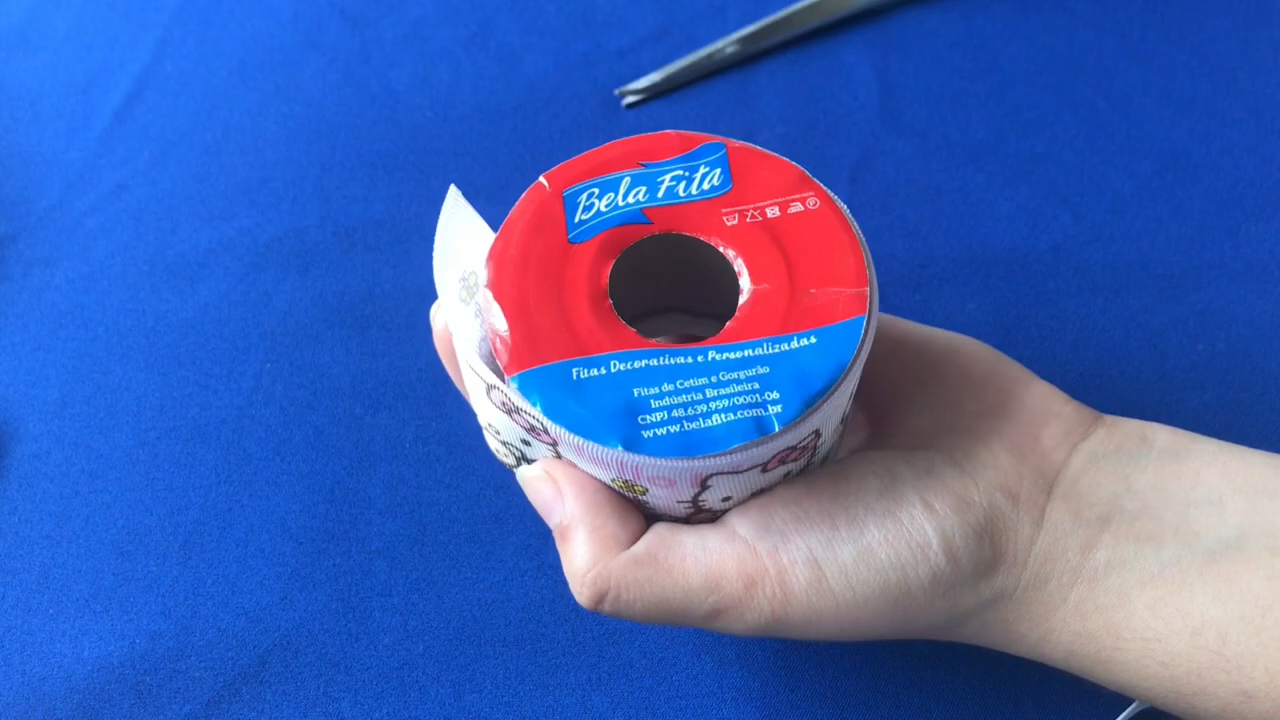 Bela Fita
Fitas Decorativas e Personalizadas
Fitas de Cetim e Gorgurão
Indústria Brasileira
CNPJ 48.639.959/0001-06
www.belafita.com.br